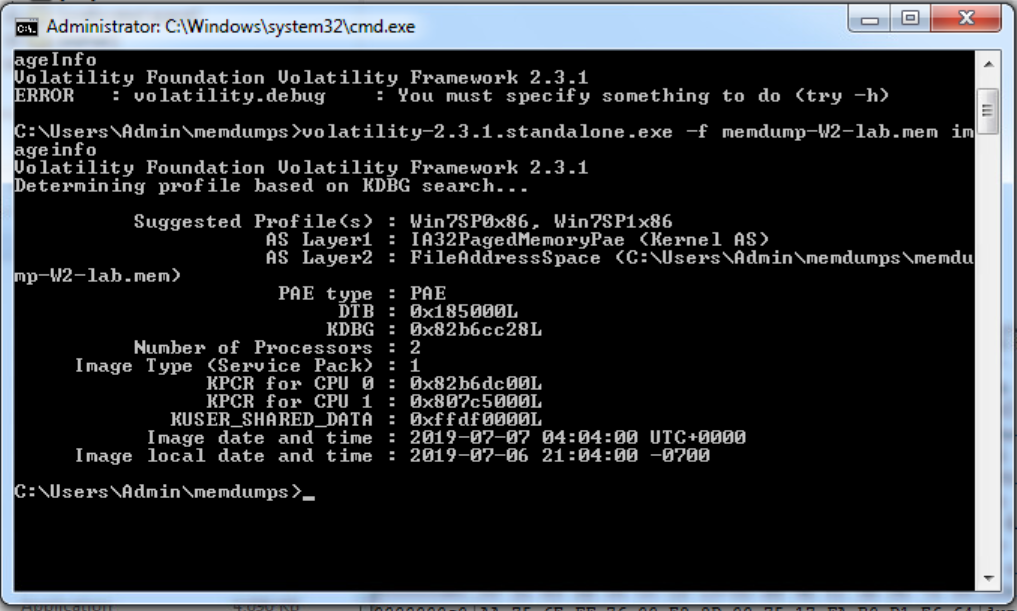 Administrator: C:\Windows\system32\cmd.exe
ageInfo
Volatility Foundation Volatility Framework 2.3.1
ERROR   : volatility.debug    : You must specify something to do (try -h)
C:\Users\Admin\memdumps>volatility-2.3.1.standalone.exe -f memdump-W2-lab.mem im
ageinfo
Volatility Foundation Volatility Framework 2.3.1
Determining profile based on KDBG search...
Suggested Profile(s) : Win7SP0x86, Win7SP1x86
AS Layer1 : IA32PagedMemoryPae (Kernel AS)
AS Layer2 : FileAddressSpace (C:\Users\Admin\memdumps\memdu
mp-W2-lab.mem)
PAE type : PAE
DTB : 0x185000L
KDBG : 0x82b6cc28L
Number of Processors : 2
Image Type (Service Pack) : 1
KPCR for CPU 0 : 0x82b6dc00L
KPCR for CPU 1 : 0x807c5000L
KUSER_SHARED_DATA : 0xffdf0000L
Image date and time : 2019-07-07 04:04:00 UTC+0000
Image local date and time : 2019-07-06 21:04:00 -0700
C:\Users\Admin\memdumps>_